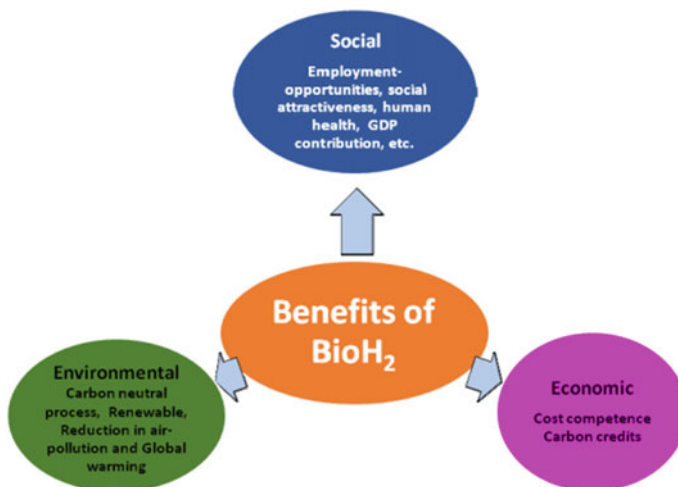 Social
Employment-
opportunities, social
attractiveness, human
health, GDP
contribution, etc.
Benefits of
BioH₂
Environmental
Carbon neutral
process, Renewable,
Reduction in air-
pollution and Global
warming
Economic
Cost competence
Carbon credits